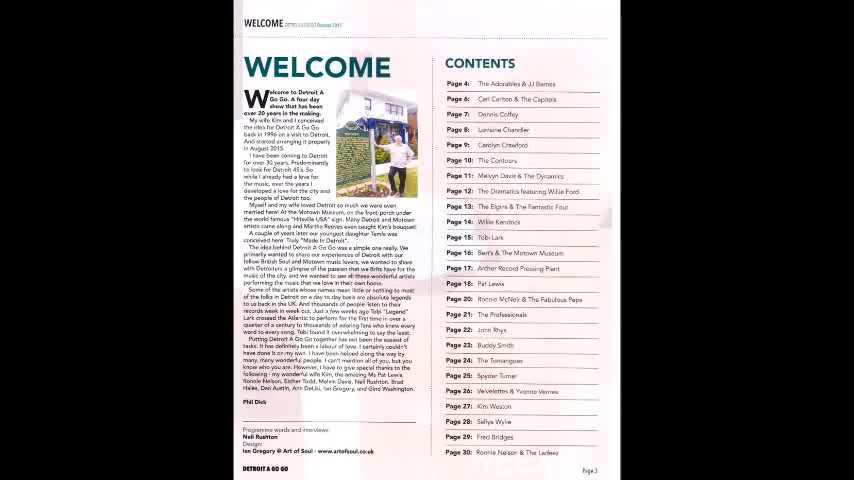 WELCOME DETROIT A GO GO October 2017
WELCOME
Welcome to Detroit A
Go Go. A four day
show that has been
over 20 years in the making.
My wife Kim and I conceived
the idea for Detroit A Go Go
back in 1996 on a visit to Detroit.
And started arranging it properly
in August 2015.
I have been coming to Detroit
for over 30 years. Predominantly
to look for Detroit 45's. So
while I already had a love for
the music, over the years I
developed a love for the city and
the people of Detroit too.
Myself and my wife loved Detroit so much we were even
married here! At the Motown Museum, on the front porch under
the world famous "Hitsville USA" sign. Many Detroit and Motown
artists came along and Martha Reeves even caught Kim's bouquet!
A couple of years later our youngest daughter Tamla was
conceived here. Truly "Made In Detroit".
The idea behind Detroit A Go Go was a simple one really. We
primarily want to share our experiences of Detroit with our
fellow British Soul and Motown music lovers, we wanted to share
with Detroiters a glimpse of the passion that we Brits have for the
music of the city, and we wanted to see all these wonderful artists
performing the music that we love in their own home.
Some of the artists whose names mean little or nothing to most
of the folks in Detroit on a day to day basis are absolute legends
to us back in the UK. And thousands of people listen to their
records week in week out. Just a few weeks ago Tobi "Legend"
Lark crossed the Atlantic to perform for the first time in over a
quarter of a century to thousands of adoring fans who knew every
word to every song. Tobi found it overwhelming to say the least.
Putting Detroit A Go Go together has not been the easiest of
tasks. It has definitely been a labour of love. I certainly couldn't
have done it on my own. I have been helped along the way by
many, many wonderful people. I can't mention all of you, but you
know who you are. However, I have to give special thanks to the
following - my wonderful wife Kim, the amazing Ms Pat Lewis,
Ronnie Nelson, Esther Todd, Melvin Davis, Neil Rushton, Brad
Hales, Dan Austin, Ann DeLisi, Ian Gregory, and Gino Washington.
Phil Dick
Programme words and interviews:
Neil Rushton
Design:
Ian Gregory @ Art of Soul - www.artofsoul.co.uk
DETROIT A GO GO
CONTENTS
Page 4: The Adorables & JJ Barnes
Page 6: Carl Carlton & The Capitols
Page 7: Dennis Coffey
Page 8: Lorraine Chandler
Page 9: Carolyn Crawford
Page 10: The Contours
Page 11: Melvyn Davis & The Dynamics
Page 12: The Dramatics featuring Willie Ford
Page 13: The Elgins & The Fantastic Four
Page 14: Willie Kendrick
Page 15: Tobi Lark
Page 16: Bert's & The Motown Museum
Page 17: Archer Record Pressing Plant
Page 18: Pat Lewis
Page 20: Ronnie McNeir & The Fabulous Peps
Page 21: The Professionals
Page 22: John Rhys
Page 23: Buddy Smith
Page 24: The Tomangoes
Page 25: Spyder Turner
Page 26: Velvelettes & Yvonne Vernee
Page 27: Kim Weston
Page 28: Safiya Wylie
Page 29: Fred Bridges
Page 30: Ronnie Nelson & The Ladeez
Page 3